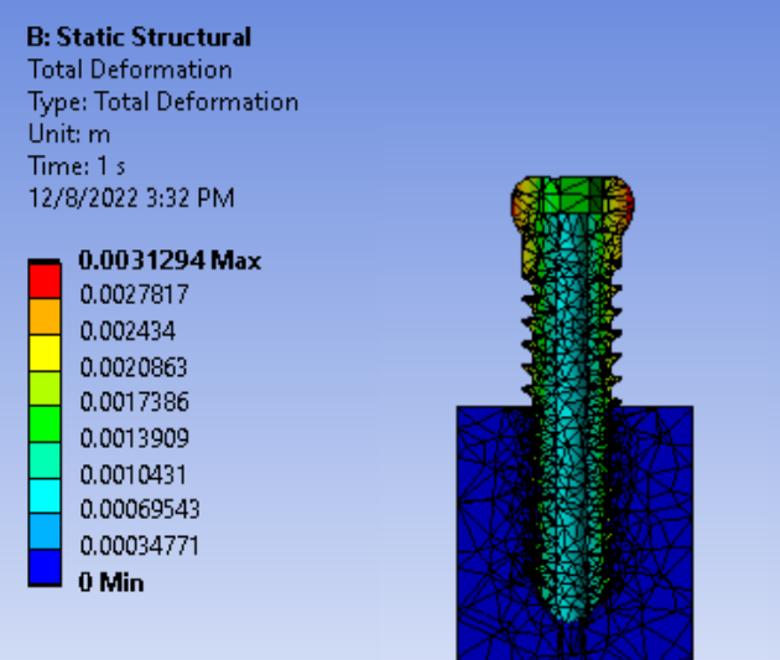 B: Static Structural
Total Deformation
Type: Total Deformation
Unit: m
Time: 1 s
12/8/2022 3:32 PM
0.0031294 Max
0.0027817
0.002434
0.0020863
0.0017386
0.0013909
0.0010431
0.00069543
0.00034771
0 Min